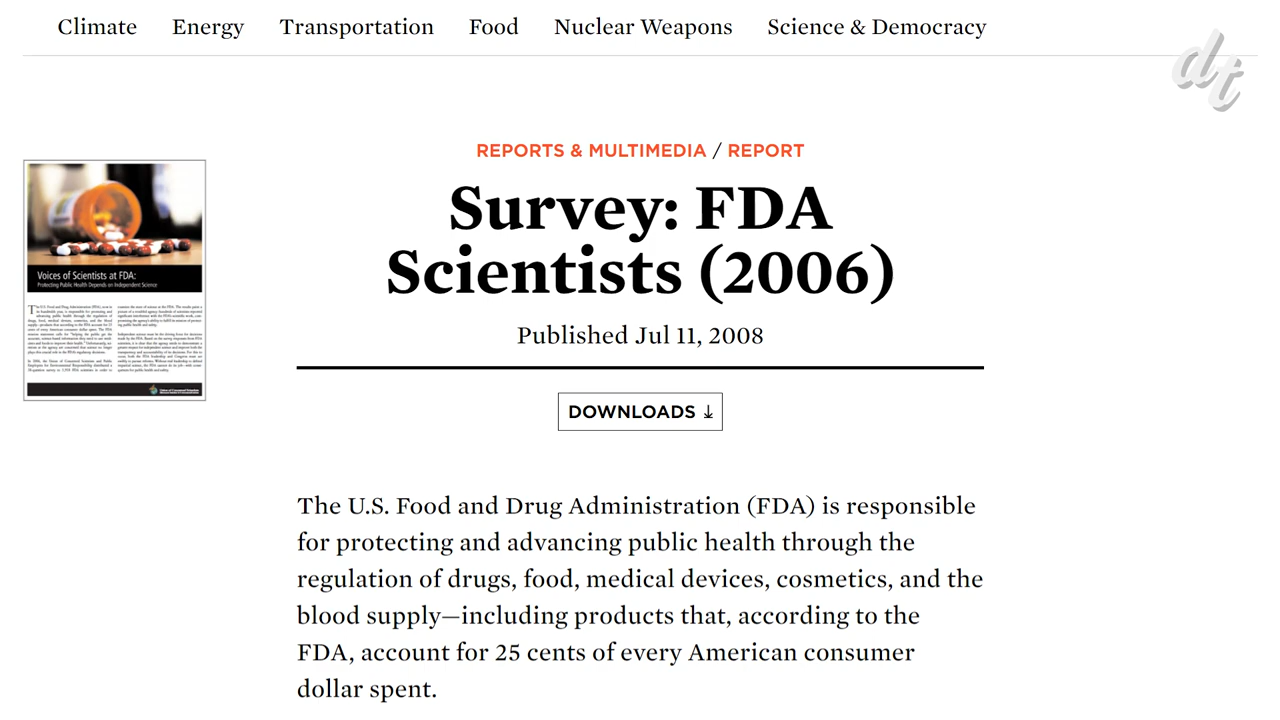 Climate Energy Transportation Food Nuclear Weapons Science & Democracy
dt
REPORTS & MULTIMEDIA / REPORT
Survey: FDA
Scientists (2006)
Published Jul 11, 2008
DOWNLOADS ↓
Voices of Scientists at FDA:
Protecting Public Health Depends on Independent Science
The U.S. Food and Drug Administration (FDA) is responsible
for protecting and advancing public health through the
regulation of drugs, food, medical devices, cosmetics, and the
blood supply—including products that, according to the
FDA, account for 25 cents of every American consumer
dollar spent.